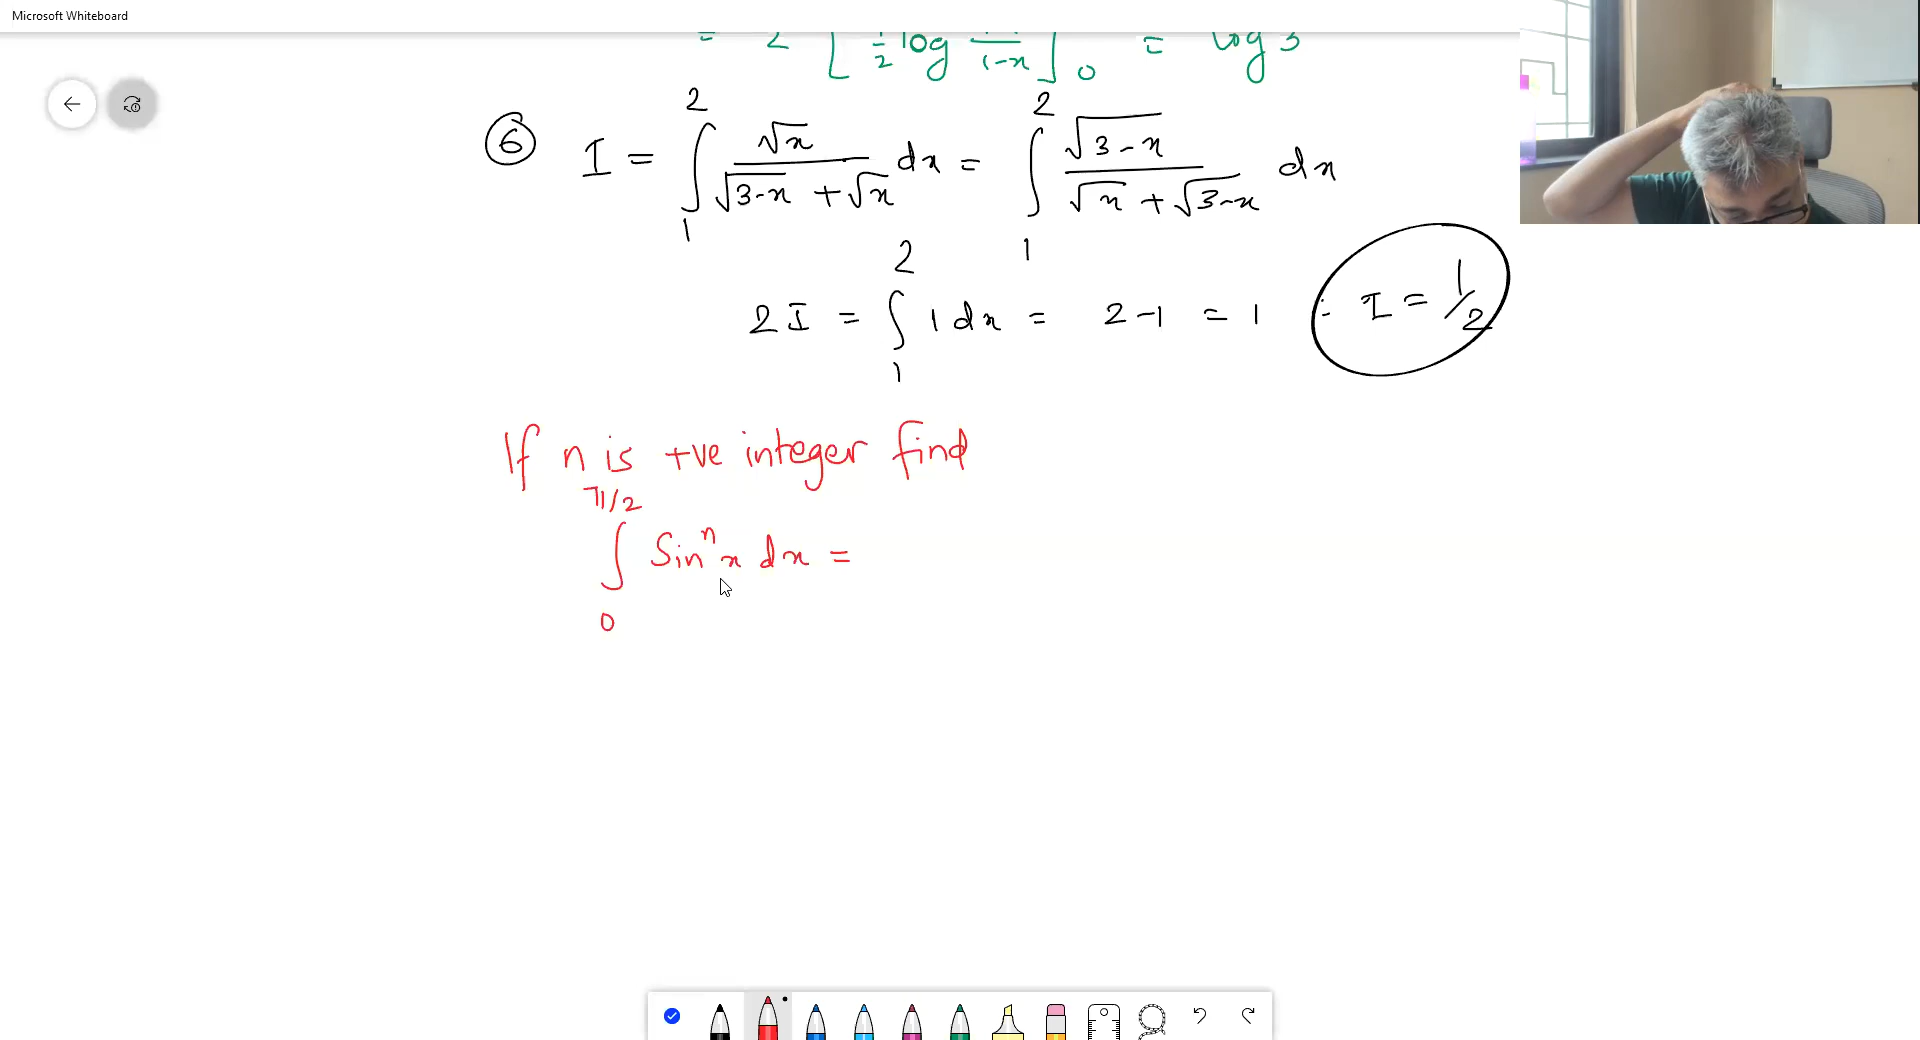 Microsoft Whiteboard
= 2 [ 1/2 log 1-x ]0 = log 3
⑥ I = ∫₁² √x / (√3-x + √x) dx = ∫₁² √3-x / (√x + √3-x) dx
2I = ∫₁² 1 dx = 2-1 = 1 ∴ I = 1/2
If n is +ve integer find
∫₀^π/2 Sinⁿx dx =